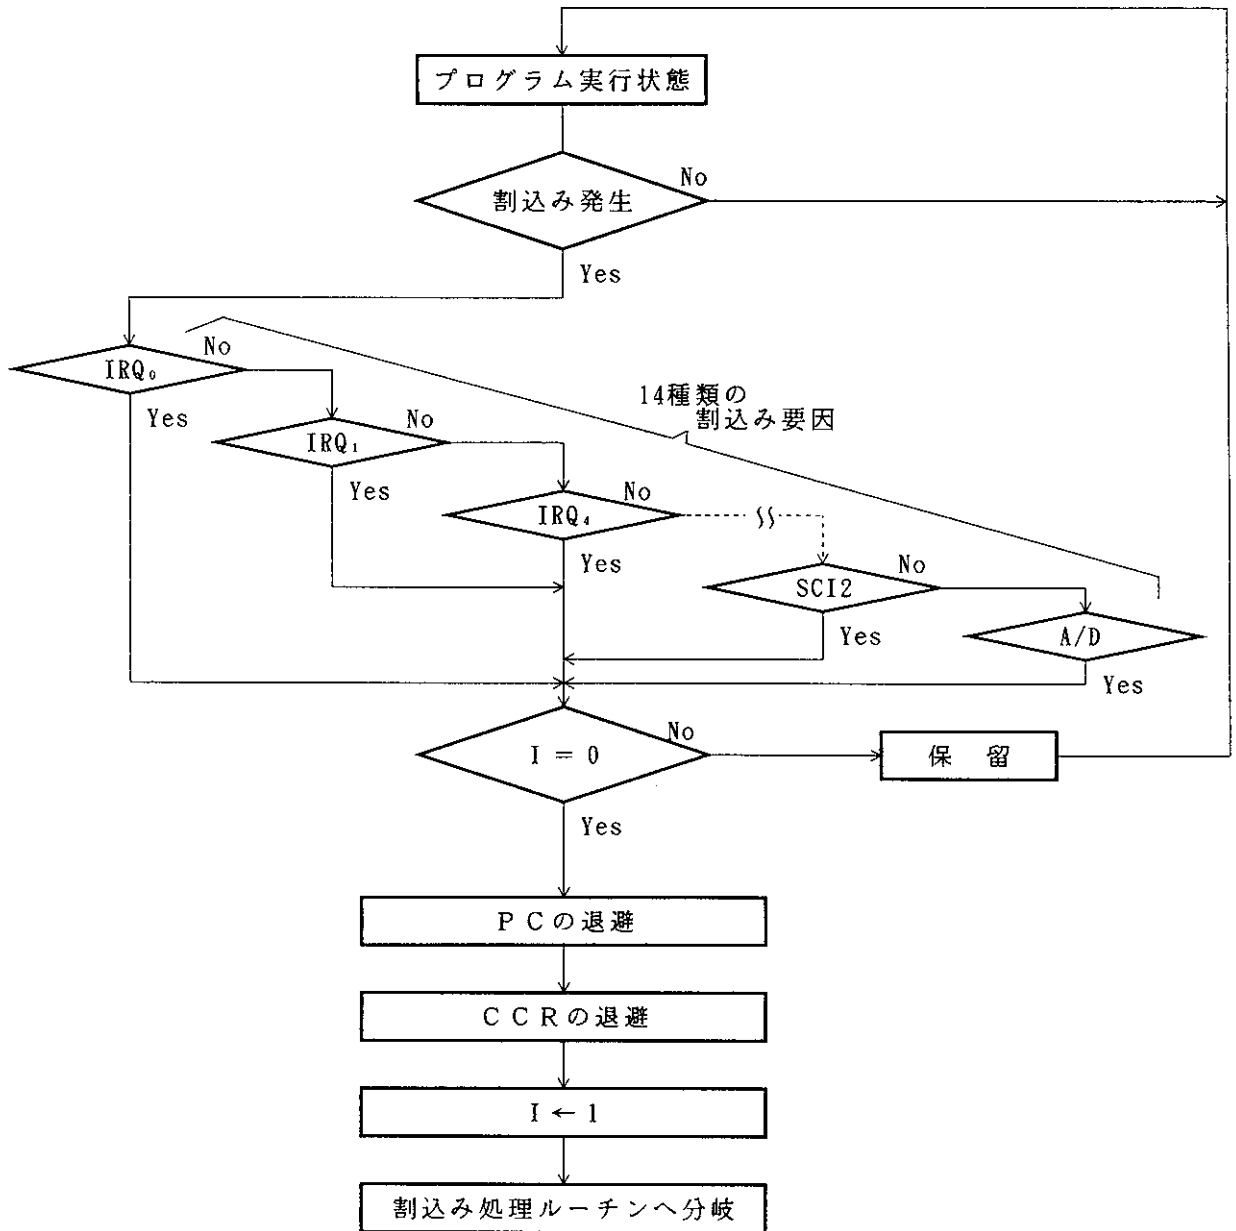 プログラム実行状態
No
割込み発生
Yes
No
IRQ₀
Yes
14種類の
割込み要因
No
IRQ₁
Yes
No
IRQ₄
Yes
No
SCI2
Yes
A/D
Yes
No
I = 0
保 留
Yes
PCの退避
CCRの退避
I ← 1
割込み処理ルーチンへ分岐